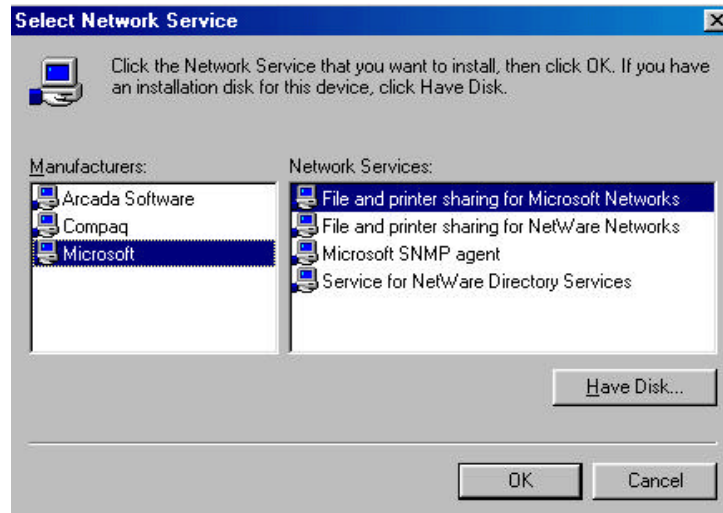 Select Network Service
Click the Network Service that you want to install, then click OK. If you have
an installation disk for this device, click Have Disk.
Manufacturers:
Arcada Software
Compaq
Microsoft
Network Services:
File and printer sharing for Microsoft Networks
File and printer sharing for NetWare Networks
Microsoft SNMP agent
Service for NetWare Directory Services
Have Disk...
OK
Cancel